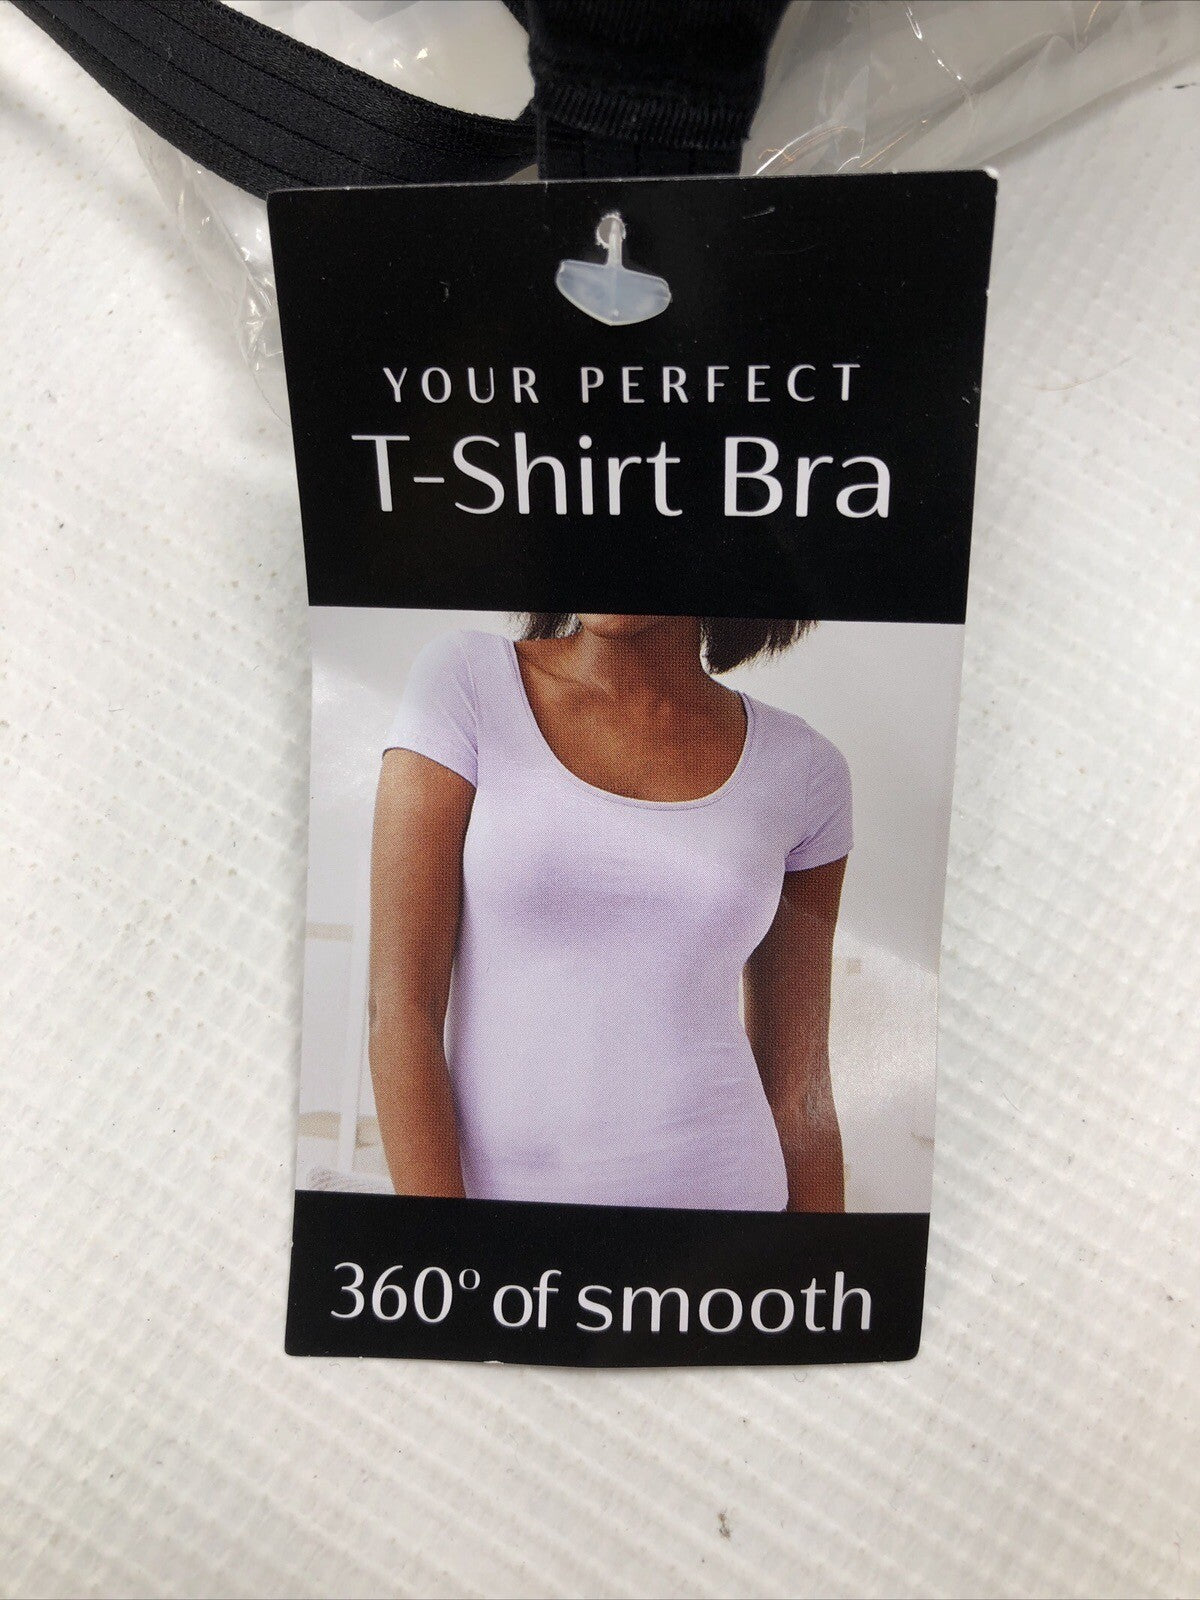 YOUR PERFECT
T-Shirt Bra
360° of smooth